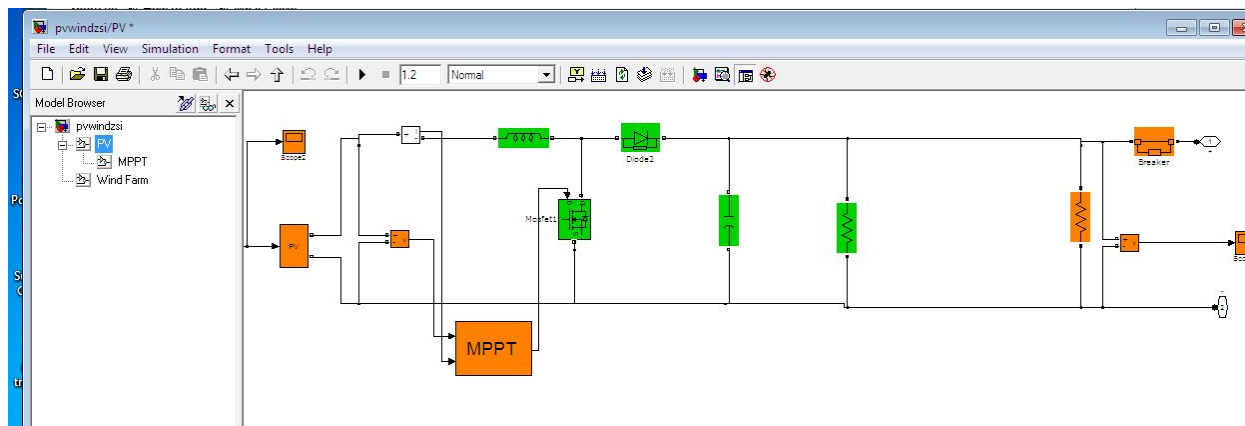 pvwindzsi/PV *
File Edit View Simulation Format Tools Help
1.2 Normal
Model Browser
pvwindzsi
PV
MPPT
Wind Farm
Scope2
Diode2
Breaker
1
+
Mosfet1
PV
+
-
v
+
-
v
MPPT
-